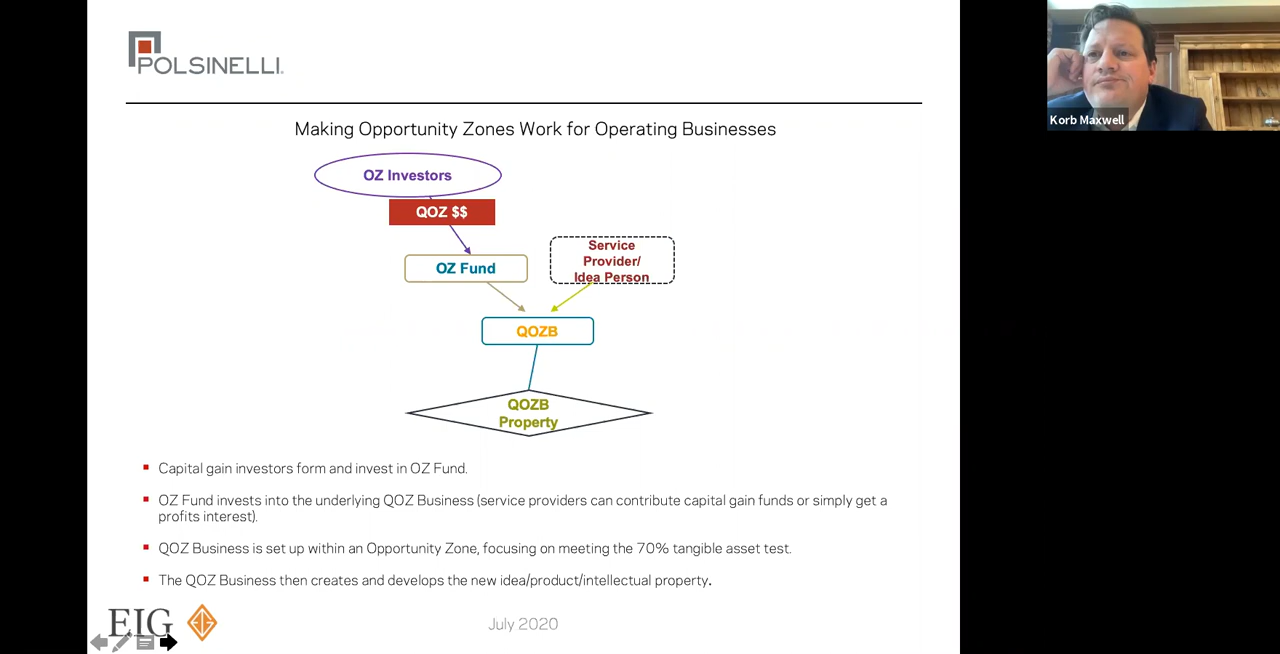 POLSINELLI
Korb Maxwell
Making Opportunity Zones Work for Operating Businesses
OZ Investors
QOZ $$
OZ Fund
Service
Provider/
Idea Person
QOZB
QOZB
Property
Capital gain investors form and invest in OZ Fund.
OZ Fund invests into the underlying QOZ Business (service providers can contribute capital gain funds or simply get a
profits interest).
QOZ Business is set up within an Opportunity Zone, focusing on meeting the 70% tangible asset test.
The QOZ Business then creates and develops the new idea/product/intellectual property.
EIG
July 2020